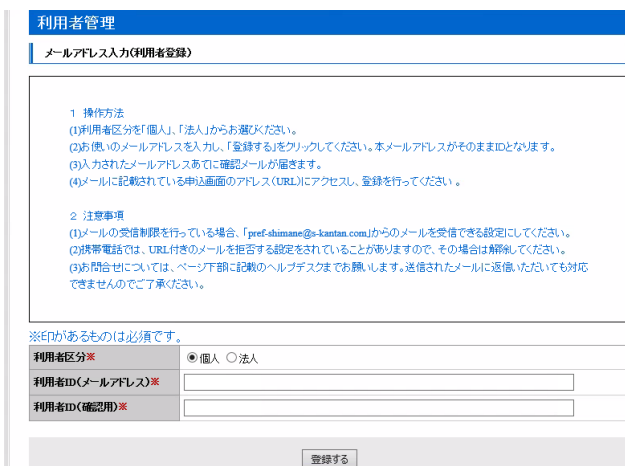 利用者管理
メールアドレス入力(利用者登録)
1 操作方法
(1)利用者区分を「個人」、「法人」からお選びください。
(2)お使いのメールアドレスを入力し、「登録する」をクリックしてください。本メールアドレスがそのままIDとなります。
(3)入力されたメールアドレスあてに確認メールが届きます。
(4)メールに記載されている申込画面のアドレス(URL)にアクセスし、登録を行ってください 。
2 注意事項
(1)メールの受信制限を行っている場合、「pref-shimane@s-kantan.com」からのメールを受信できる設定にしてください。
(2)携帯電話では、URL付きのメールを拒否する設定をされていることがありますので、その場合は解除してください。
(3)お問合せについては、ページ下部に記載のヘルプデスクまでお願いします。送信されたメールに返信いただいても対応
できませんのでご了承ください。
※印があるものは必須です。
利用者区分※ 個人 法人
利用者ID(メールアドレス)※
利用者ID(確認用)※
登録する